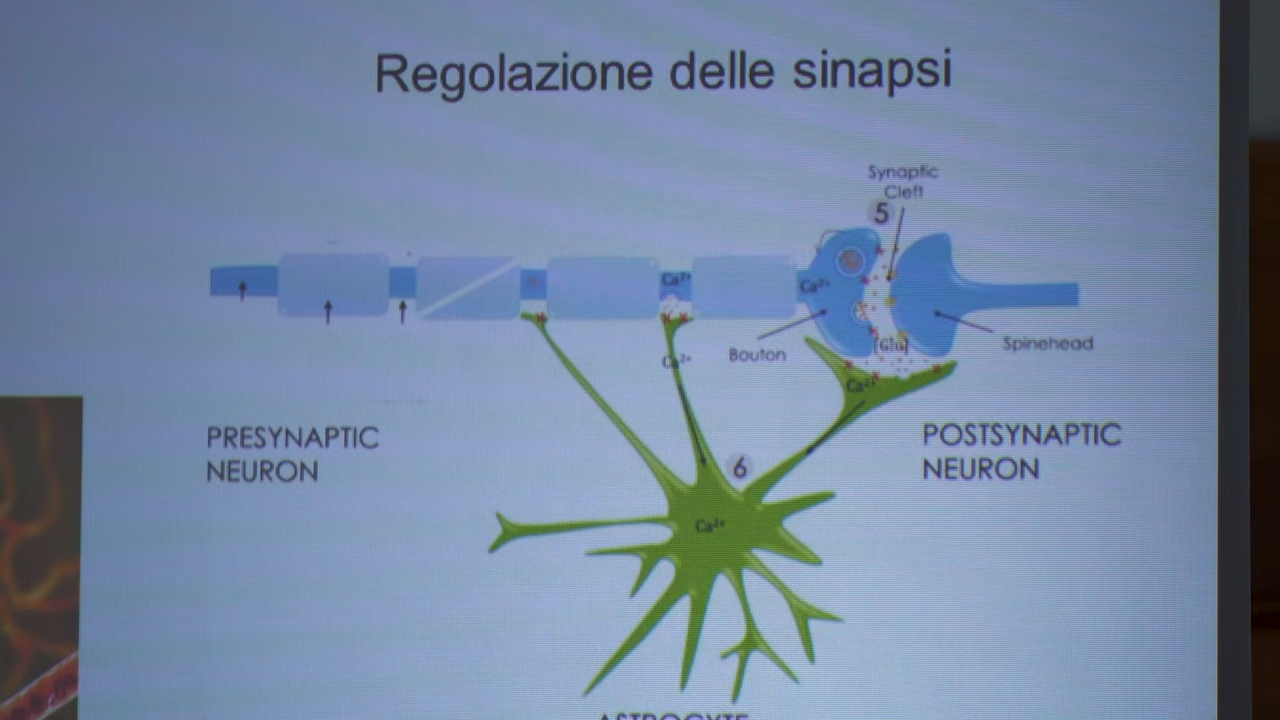 Regolazione delle sinapsi
Synaptic
Cleft
5
Ca²⁺
Ca²⁺
Ca²⁺
Bouton
[Glu]
Spinehead
Ca²⁺
PRESYNAPTIC
NEURON
POSTSYNAPTIC
NEURON
6
Ca²⁺
ASTROCYTE